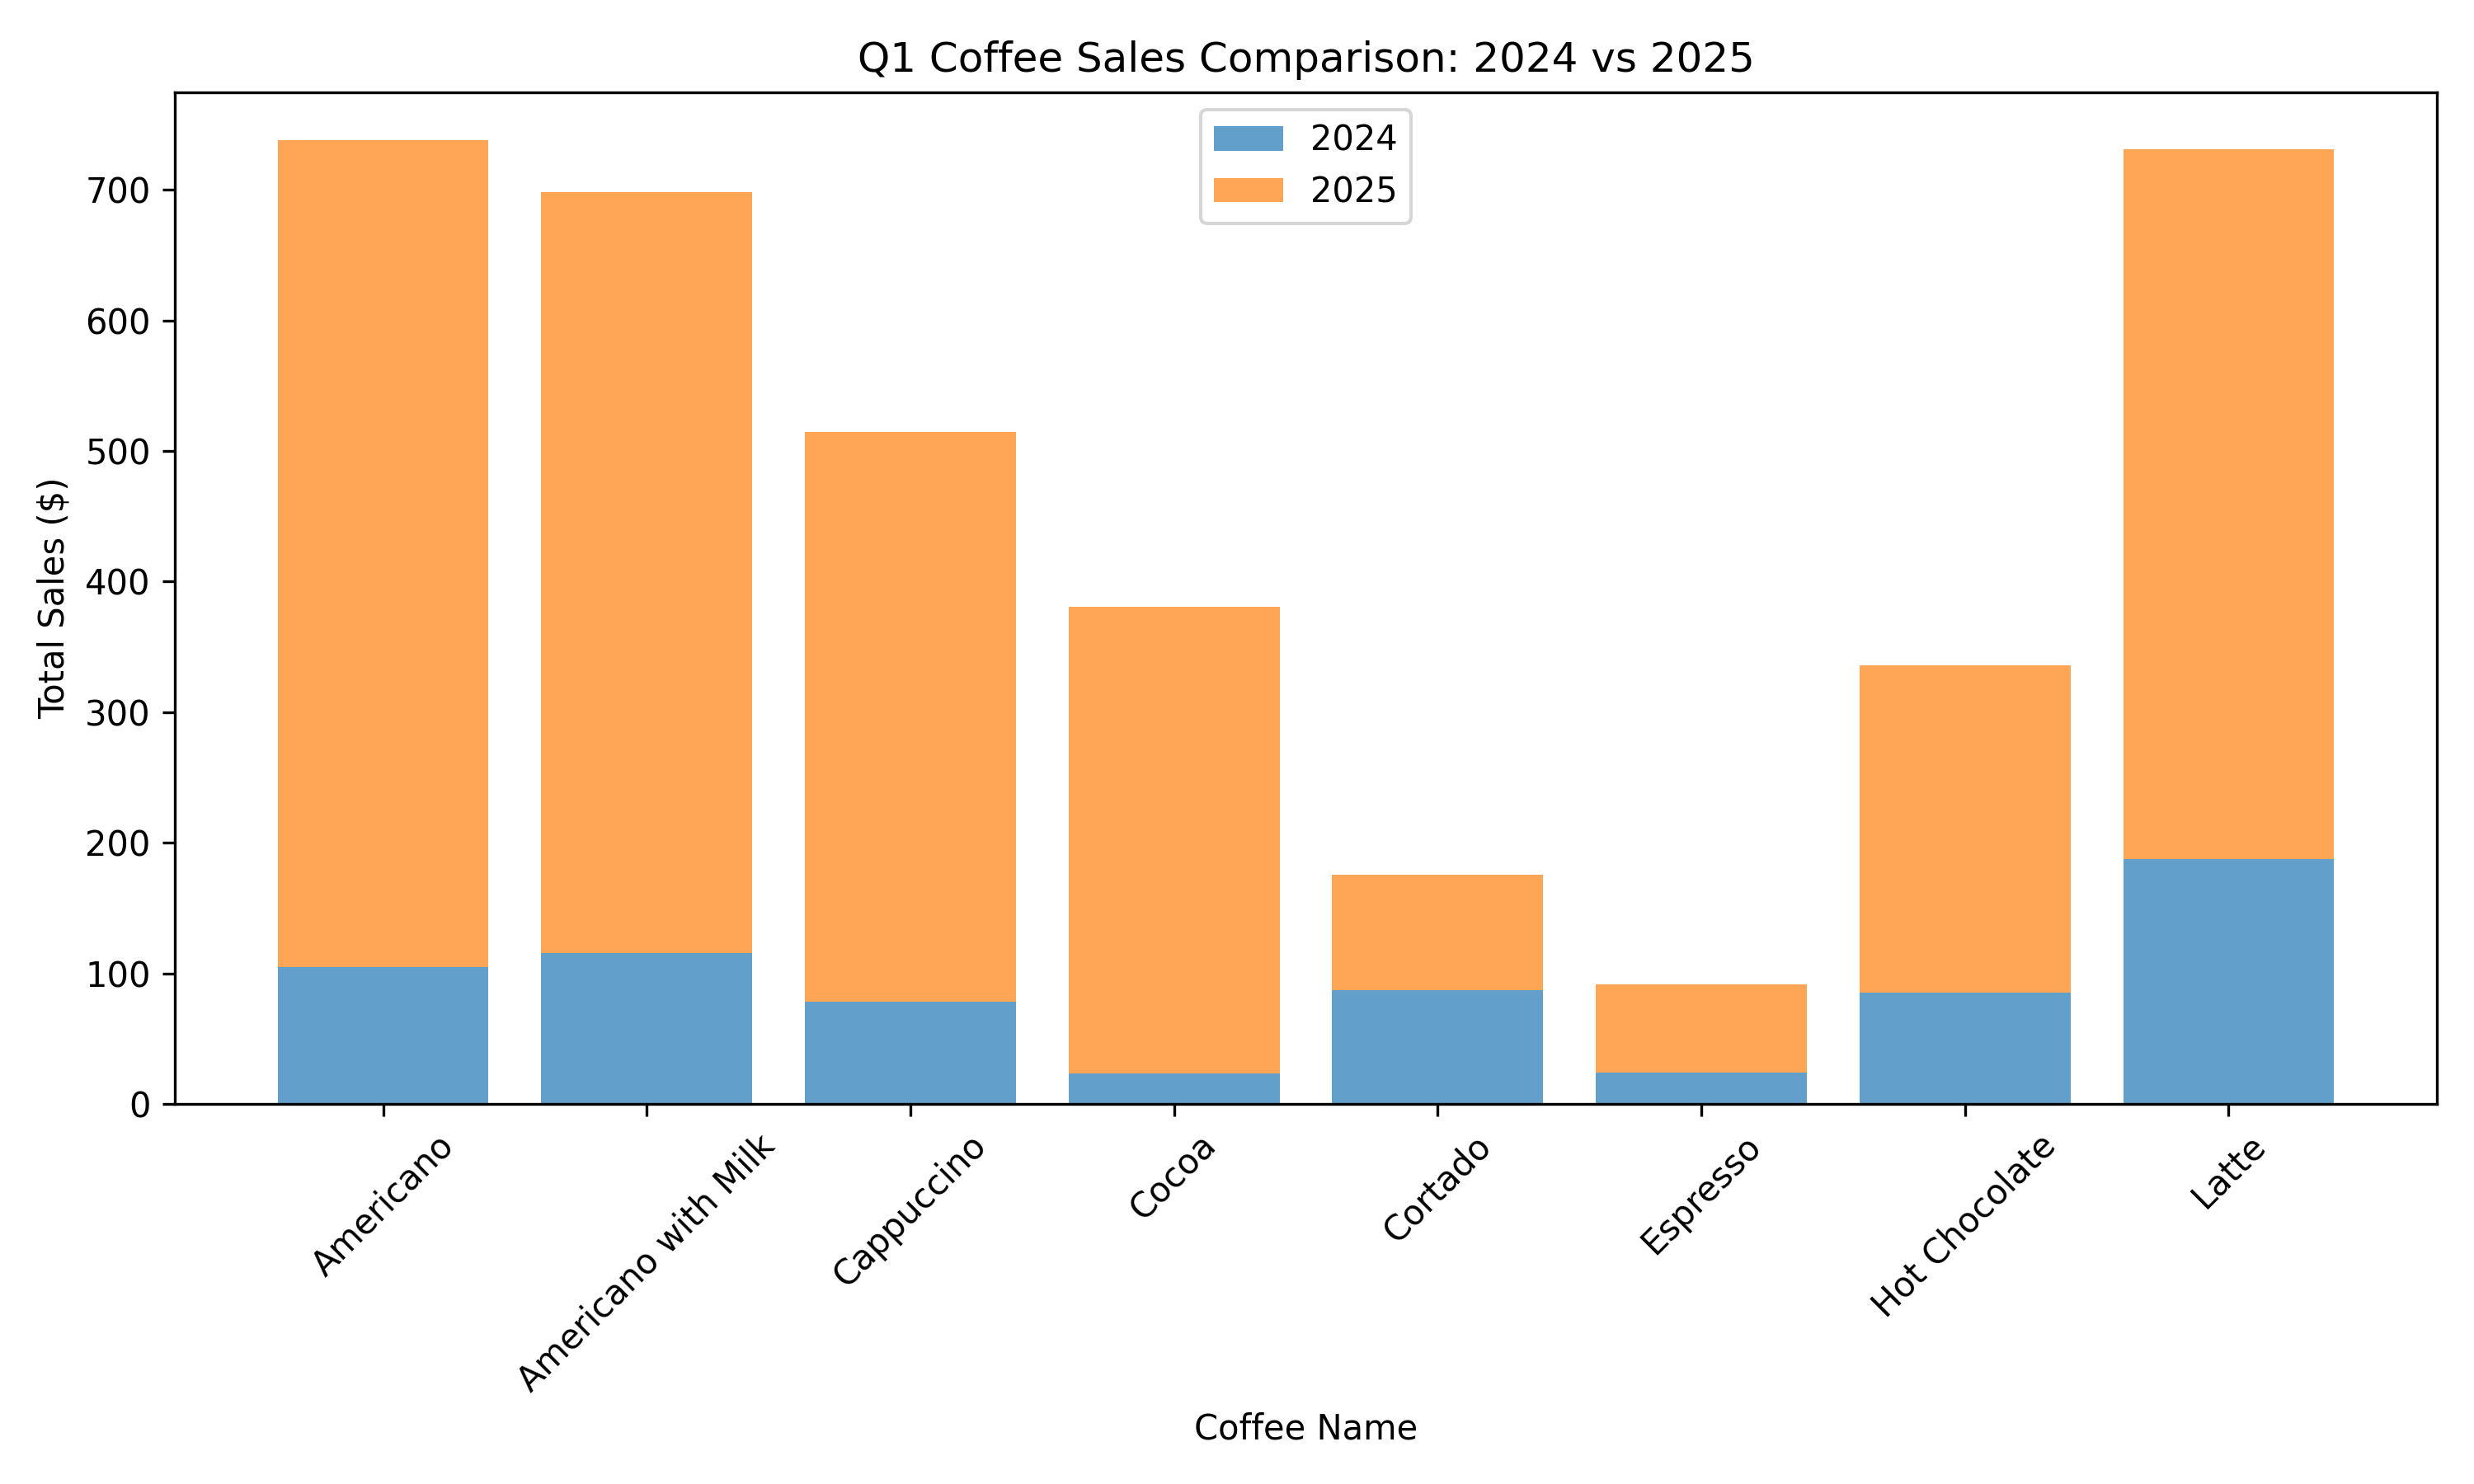 Q1 Coffee Sales Comparison: 2024 vs 2025
2024
2025
Total Sales ($)
700
600
500
400
300
200
100
0
Americano
Americano with Milk
Cappuccino
Cocoa
Cortado
Espresso
Hot Chocolate
Latte
Coffee Name